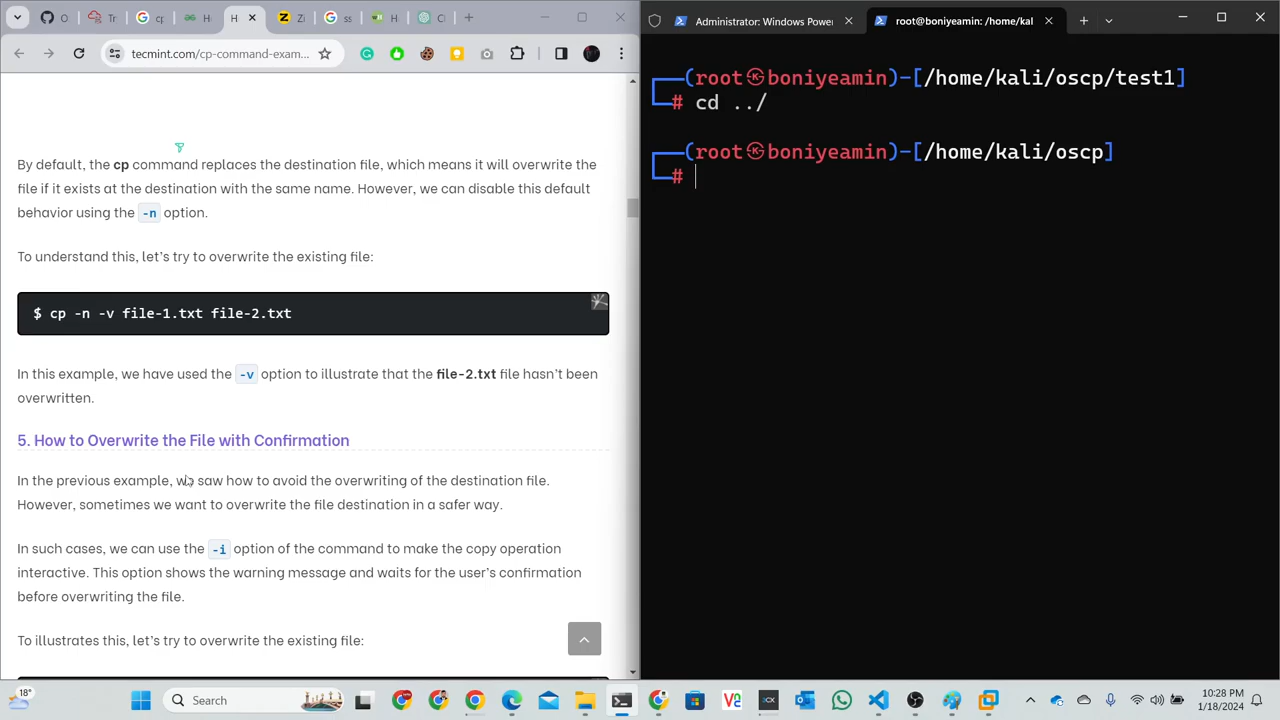 Tr
cp
Zi
ss
H
C
tecmint.com/cp-command-exam...
By default, the cp command replaces the destination file, which means it will overwrite the
file if it exists at the destination with the same name. However, we can disable this default
behavior using the -n option.
To understand this, let's try to overwrite the existing file:
$ cp -n -v file-1.txt file-2.txt
In this example, we have used the -v option to illustrate that the file-2.txt file hasn't been
overwritten.
5. How to Overwrite the File with Confirmation
In the previous example, we saw how to avoid the overwriting of the destination file.
However, sometimes we want to overwrite the file destination in a safer way.
In such cases, we can use the -i option of the command to make the copy operation
interactive. This option shows the warning message and waits for the user's confirmation
before overwriting the file.
To illustrates this, let's try to overwrite the existing file:
Administrator: Windows Power
root@boniyeamin: /home/kal
(root㉿boniyeamin)-[/home/kali/oscp/test1]
# cd ../
(root㉿boniyeamin)-[/home/kali/oscp]
#
18°
Search
10:28 PM
1/18/2024